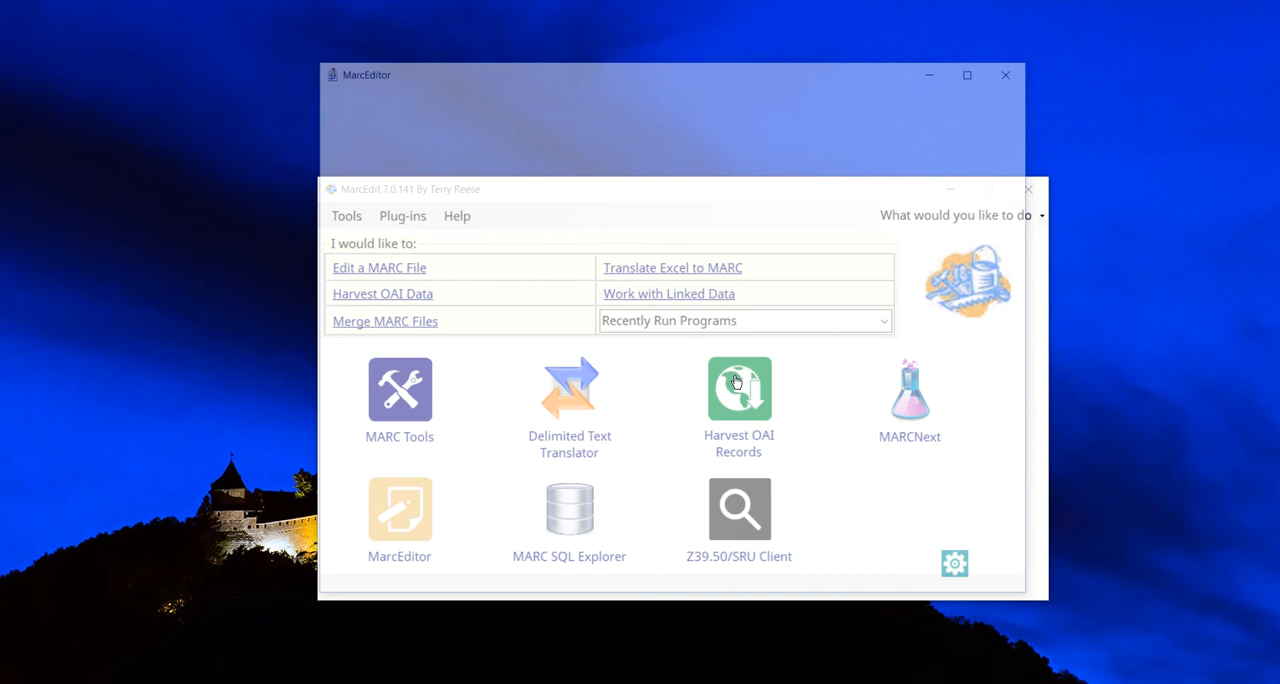 MarcEditor
MarcEdit 7.0.141 By Terry Reese
Tools Plug-ins Help What would you like to do
I would like to:
Edit a MARC File Translate Excel to MARC
Harvest OAI Data Work with Linked Data
Merge MARC Files Recently Run Programs
MARC Tools
Delimited Text
Translator
Harvest OAI
Records
MARCNext
MarcEditor
MARC SQL Explorer
Z39.50/SRU Client